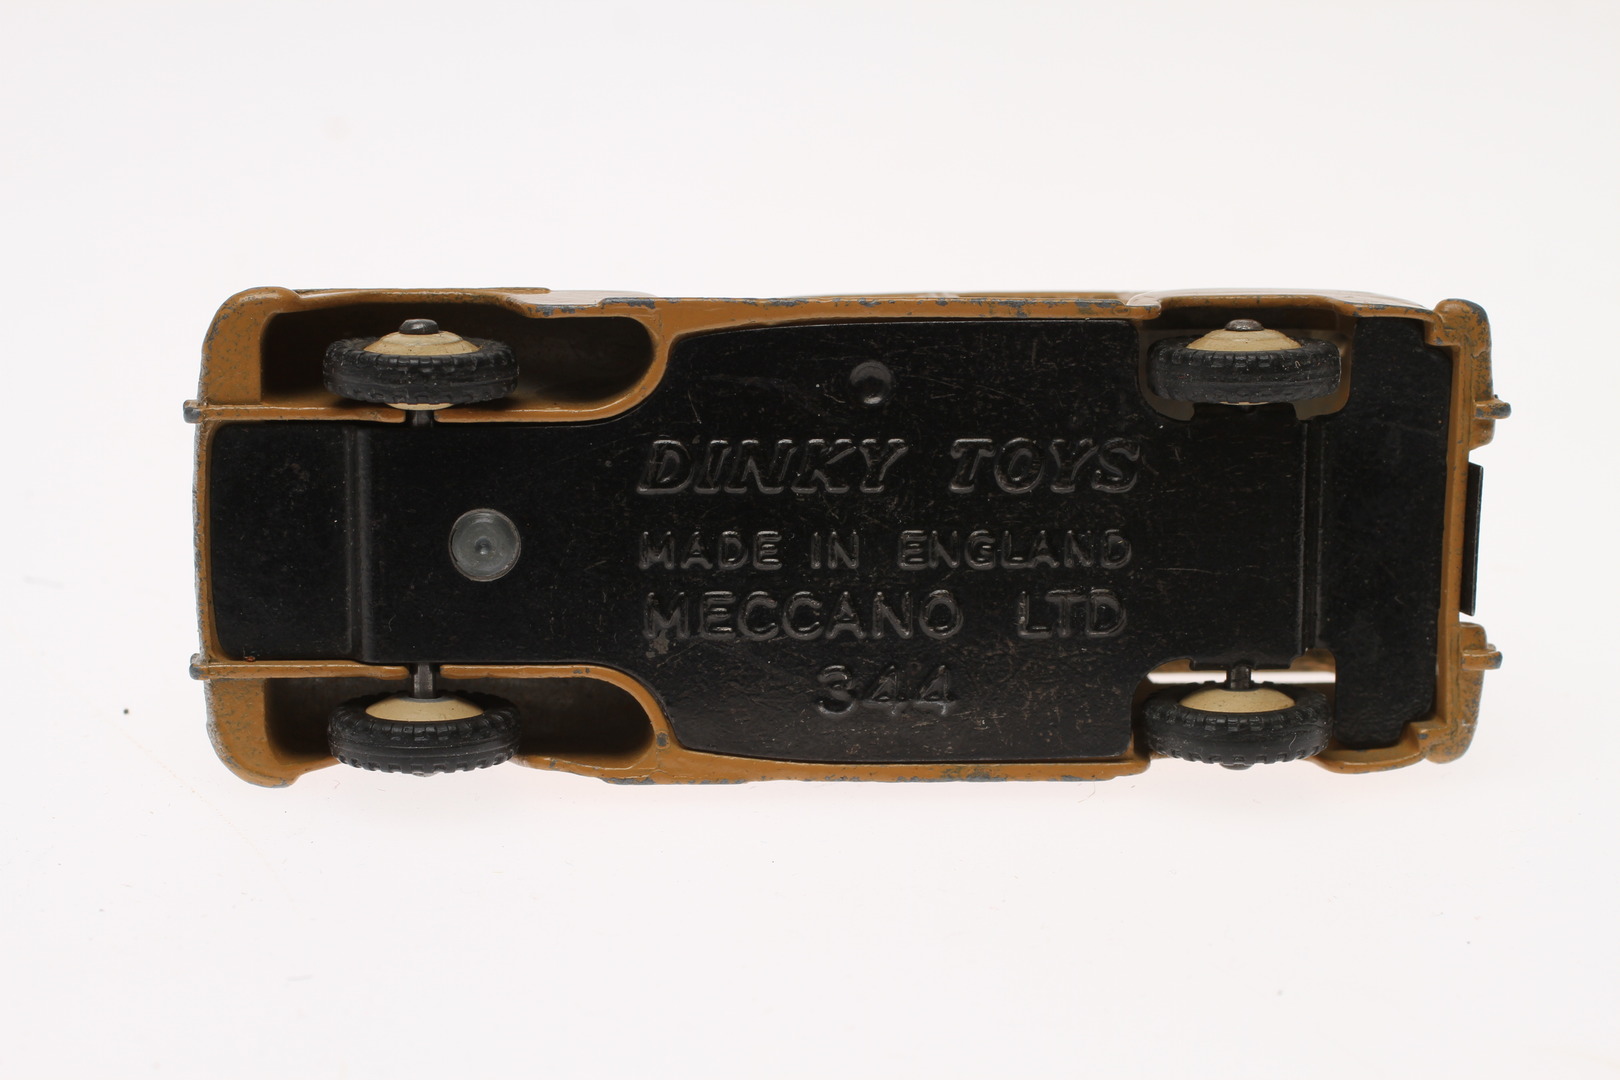 DINKY TOYS
MADE IN ENGLAND
MECCANO LTD
344